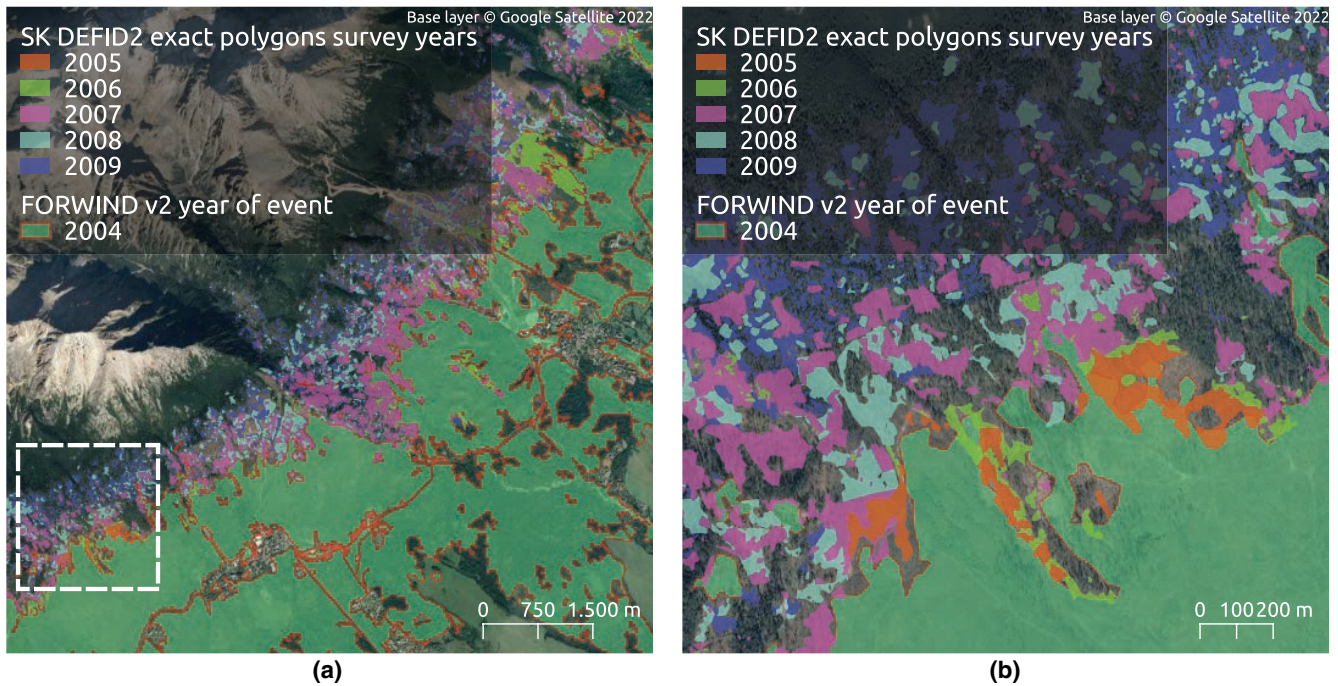 Base layer © Google Satellite 2022
SK DEFID2 exact polygons survey years
2005
2006
2007
2008
2009
FORWIND v2 year of event
2004
0 750 1.500 m
(a)
Base layer © Google Satellite 2022
SK DEFID2 exact polygons survey years
2005
2006
2007
2008
2009
FORWIND v2 year of event
2004
0 100 200 m
(b)